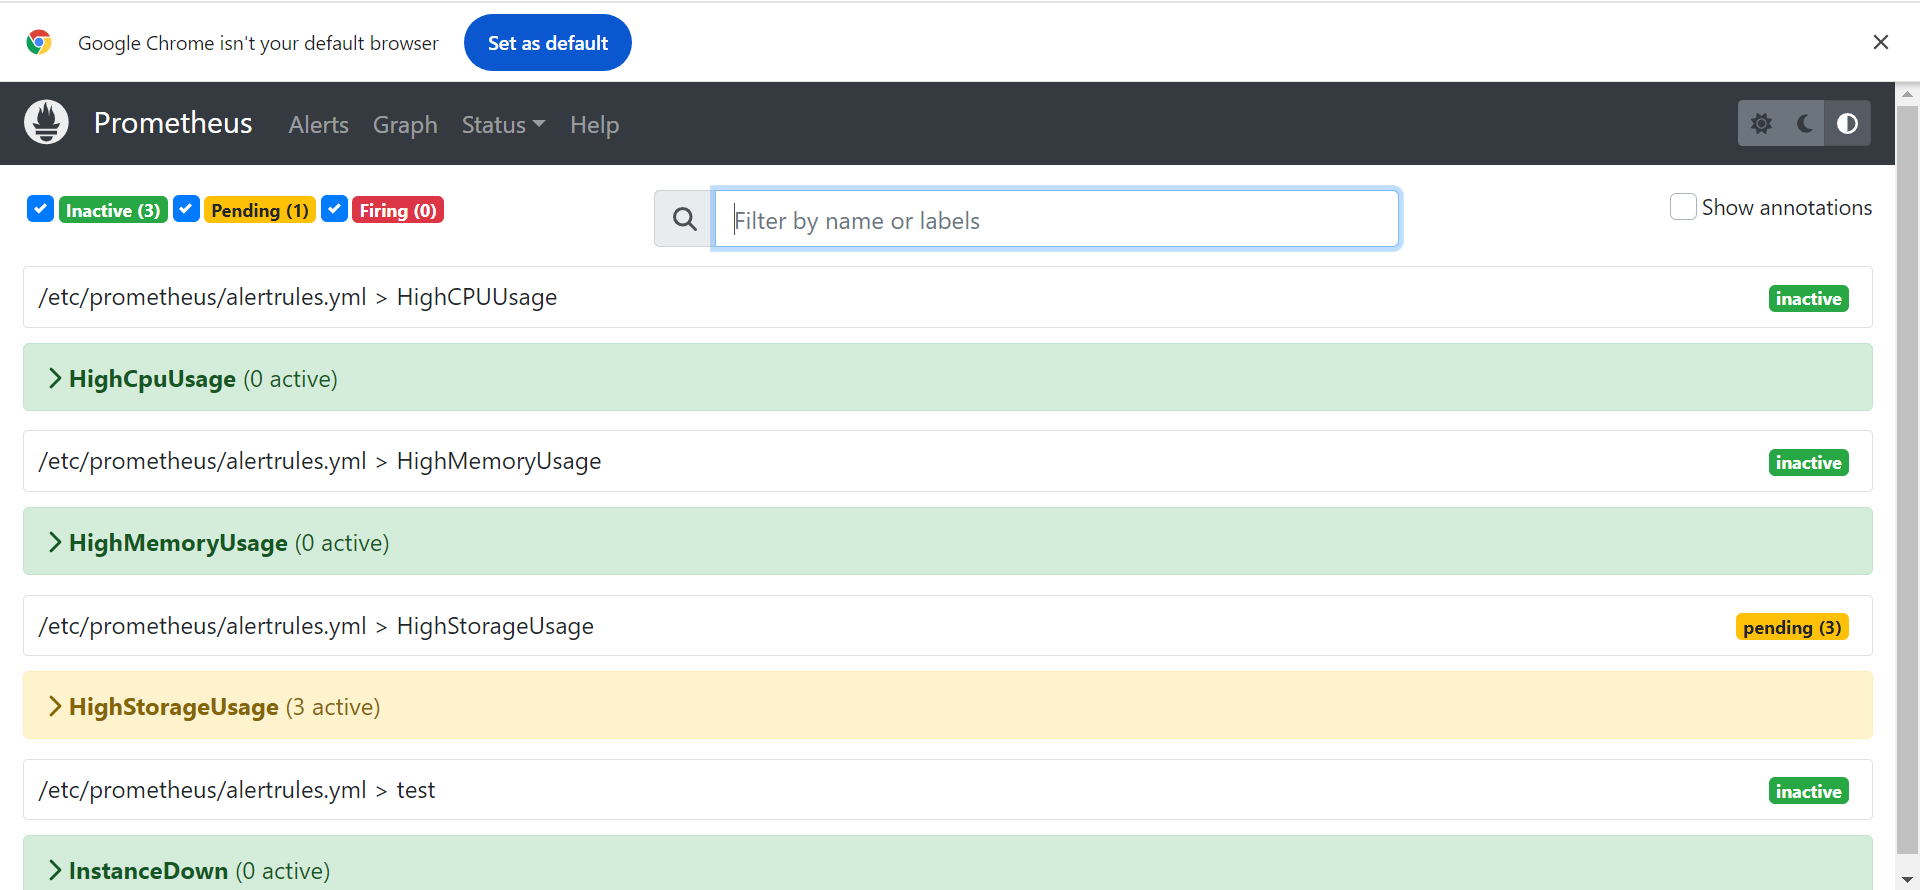 Google Chrome isn't your default browser Set as default
Prometheus Alerts Graph Status Help
Inactive (3) Pending (1) Firing (0) Filter by name or labels Show annotations
/etc/prometheus/alertrules.yml > HighCPUUsage inactive
HighCpuUsage (0 active)
/etc/prometheus/alertrules.yml > HighMemoryUsage inactive
HighMemoryUsage (0 active)
/etc/prometheus/alertrules.yml > HighStorageUsage pending (3)
HighStorageUsage (3 active)
/etc/prometheus/alertrules.yml > test inactive
InstanceDown (0 active)